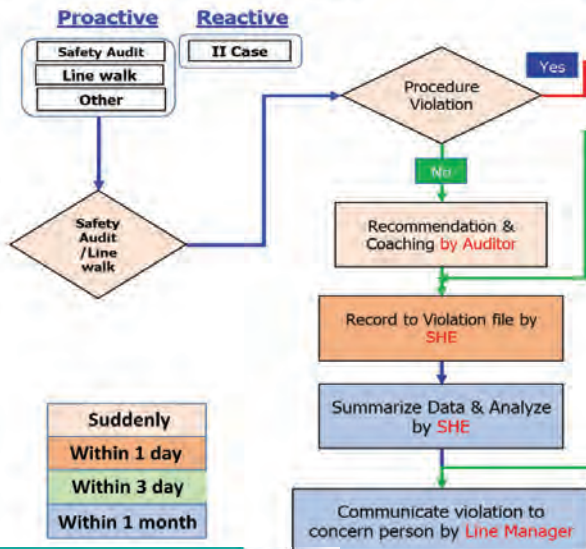 Proactive
Reactive
Safety Audit
Line walk
Other
II Case
Procedure
Violation
Yes
No
Safety
Audit
/Line
walk
Recommendation &
Coaching by Auditor
Record to Violation file by
SHE
Summarize Data & Analyze
by SHE
Communicate violation to
concern person by Line Manager
Suddenly
Within 1 day
Within 3 day
Within 1 month